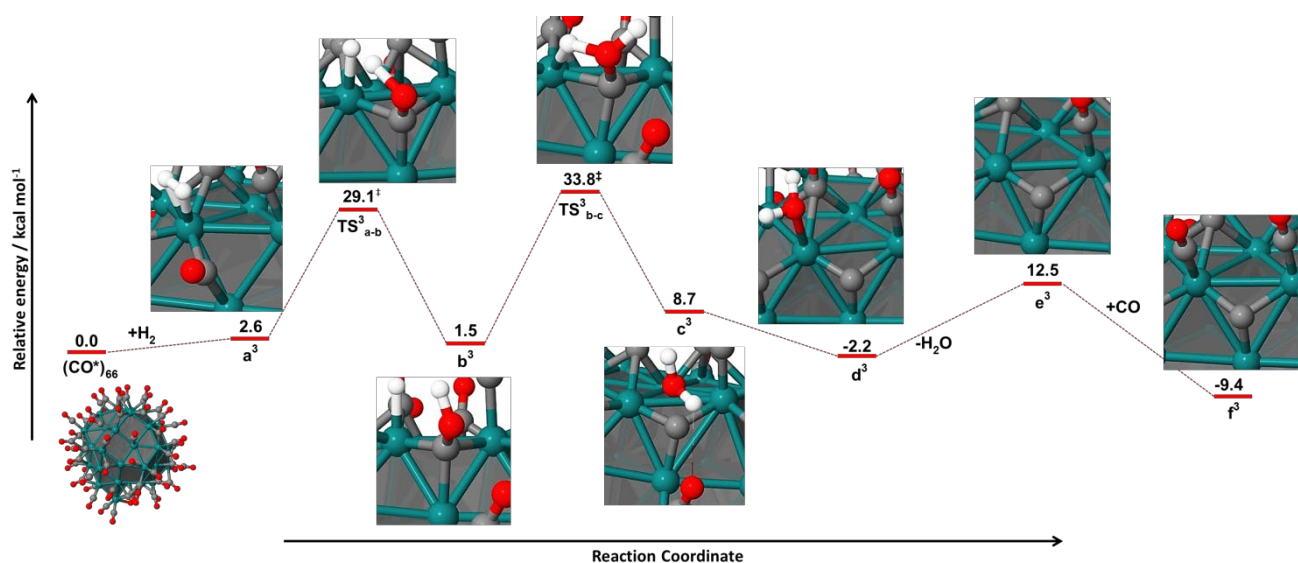 Relative energy / kcal mol⁻¹
0.0
(CO*)₆₆
+H₂
2.6
a³
29.1‡
TS³ₐ₋b
1.5
b³
33.8‡
TS³b-c
8.7
c³
-2.2
d³
-H₂O
12.5
e³
+CO
-9.4
f³
Reaction Coordinate